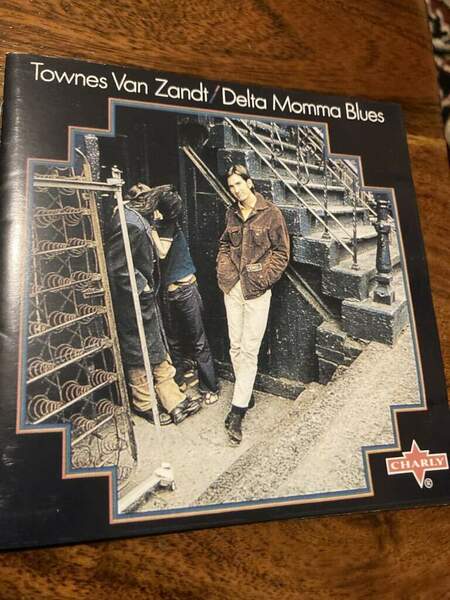 Townes Van Zandt/Delta Momma Blues
CHARLY
®